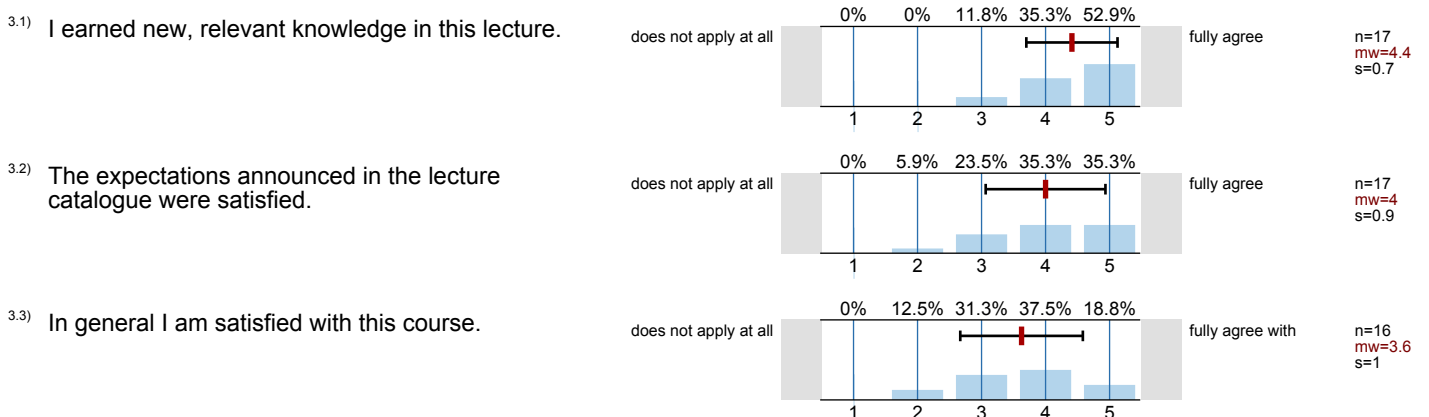 0% 0% 11.8% 35.3% 52.9%
3.1) I earned new, relevant knowledge in this lecture.
does not apply at all
fully agree
n=17
mw=4.4
s=0.7
1 2 3 4 5
0% 5.9% 23.5% 35.3% 35.3%
3.2) The expectations announced in the lecture
catalogue were satisfied.
does not apply at all
fully agree
n=17
mw=4
s=0.9
1 2 3 4 5
0% 12.5% 31.3% 37.5% 18.8%
3.3) In general I am satisfied with this course.
does not apply at all
fully agree with
n=16
mw=3.6
s=1
1 2 3 4 5